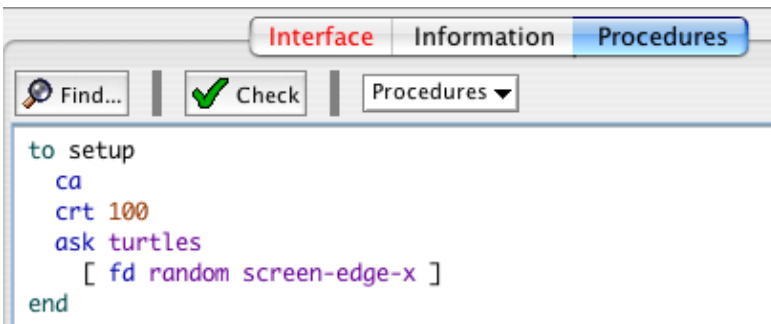 Interface Information Procedures
Find... Check Procedures
to setup
ca
crt 100
ask turtles
[ fd random screen-edge-x ]
end